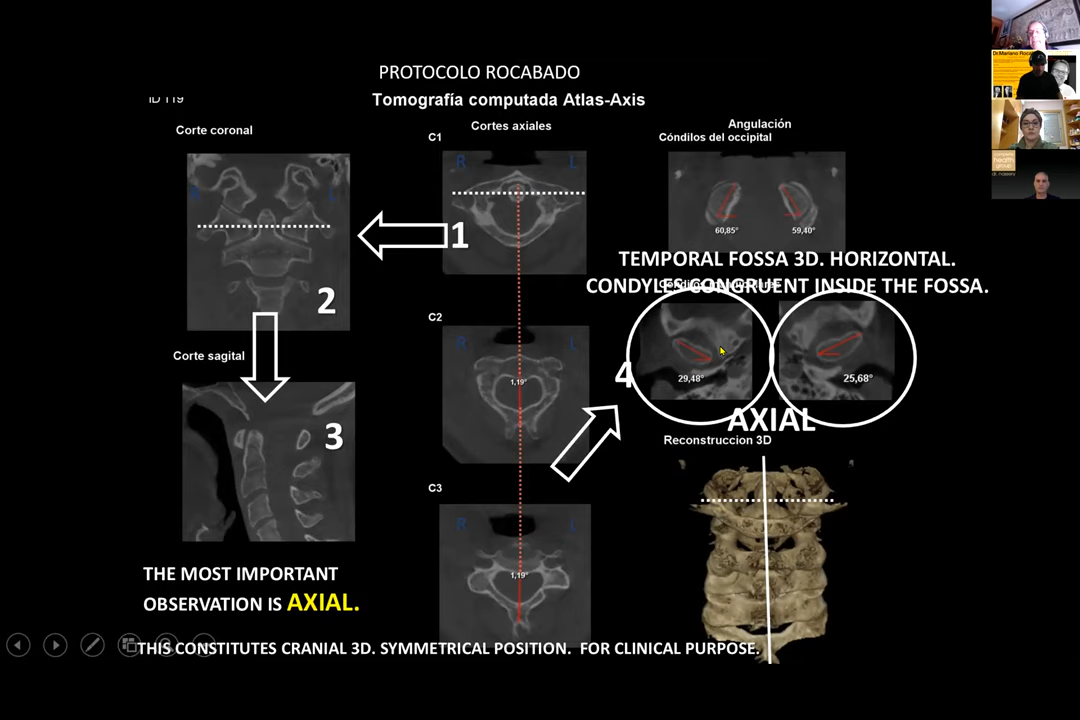 PROTOCOLO ROCABADO
ID 119
Tomografía computada Atlas-Axis
Corte coronal
Cortes axiales
Angulación
C1
Cóndilos del occipital
R
L
1
60,85°
59,40°
2
TEMPORAL FOSSA 3D. HORIZONTAL.
CONDYLES CONGRUENT INSIDE THE FOSSA.
C2
R
L
1,19°
Corte sagital
3
4
29,48°
25,68°
AXIAL
Reconstruccion 3D
C3
R
L
1,19°
THE MOST IMPORTANT
OBSERVATION IS AXIAL.
THIS CONSTITUTES CRANIAL 3D. SYMMETRICAL POSITION. FOR CLINICAL PURPOSE.
health
group